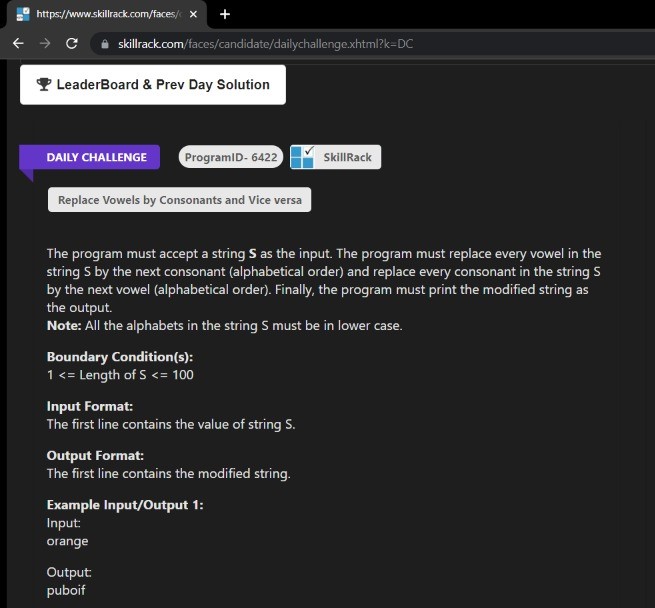 https://www.skillrack.com/faces/
skillrack.com/faces/candidate/dailychallenge.xhtml?k=DC
LeaderBoard & Prev Day Solution
DAILY CHALLENGE ProgramID- 6422 SkillRack
Replace Vowels by Consonants and Vice versa
The program must accept a string S as the input. The program must replace every vowel in the
string S by the next consonant (alphabetical order) and replace every consonant in the string S
by the next vowel (alphabetical order). Finally, the program must print the modified string as
the output.
Note: All the alphabets in the string S must be in lower case.
Boundary Condition(s):
1 <= Length of S <= 100
Input Format:
The first line contains the value of string S.
Output Format:
The first line contains the modified string.
Example Input/Output 1:
Input:
orange
Output:
puboif